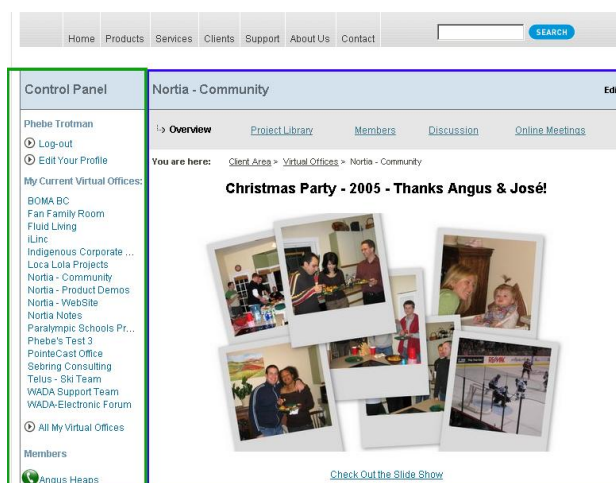 Home Products Services Clients Support About Us Contact
SEARCH
Control Panel
Phebe Trotman
Log-out
Edit Your Profile
My Current Virtual Offices:
BOMA BC
Fan Family Room
Fluid Living
iLinc
Indigenous Corporate ...
Loca Lola Projects
Nortia - Community
Nortia - Product Demos
Nortia - WebSite
Nortia Notes
Paralympic Schools Pr...
Phebe's Test 3
PointeCast Office
Sebring Consulting
Telus - Ski Team
WADA Support Team
WADA-Electronic Forum
All My Virtual Offices
Members
Angus Heaps
Nortia - Community
Edi
Overview Project Library Members Discussion Online Meetings
You are here: Client Area > Virtual Offices > Nortia - Community
Christmas Party - 2005 - Thanks Angus & José!
RE/MAX
Check Out the Slide Show